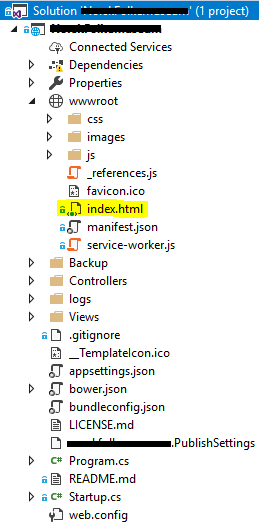 Solution ' (1 project)
Connected Services
Dependencies
Properties
wwwroot
css
images
js
_references.js
favicon.ico
index.html
manifest.json
service-worker.js
Backup
Controllers
logs
Views
.gitignore
__TemplateIcon.ico
appsettings.json
bower.json
bundleconfig.json
LICENSE.md
.PublishSettings
C# Program.cs
README.md
C# Startup.cs
web.config